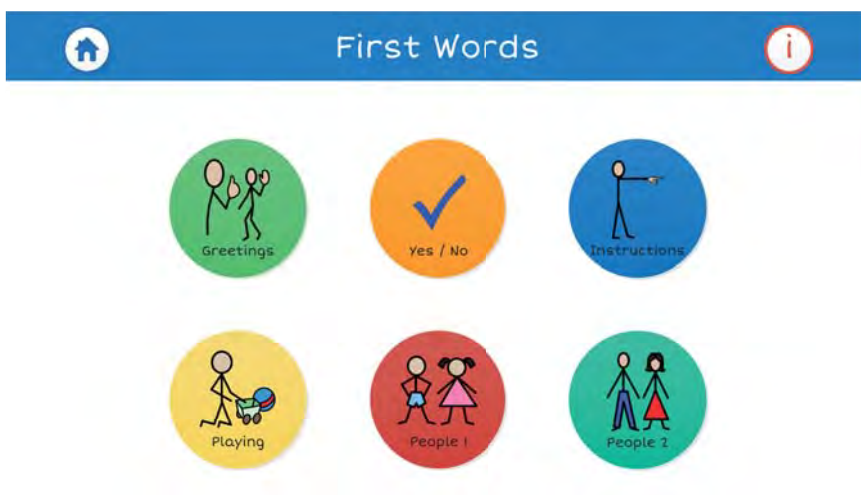 First Words
i
Greetings
Yes / No
Instructions
Playing
People 1
People 2